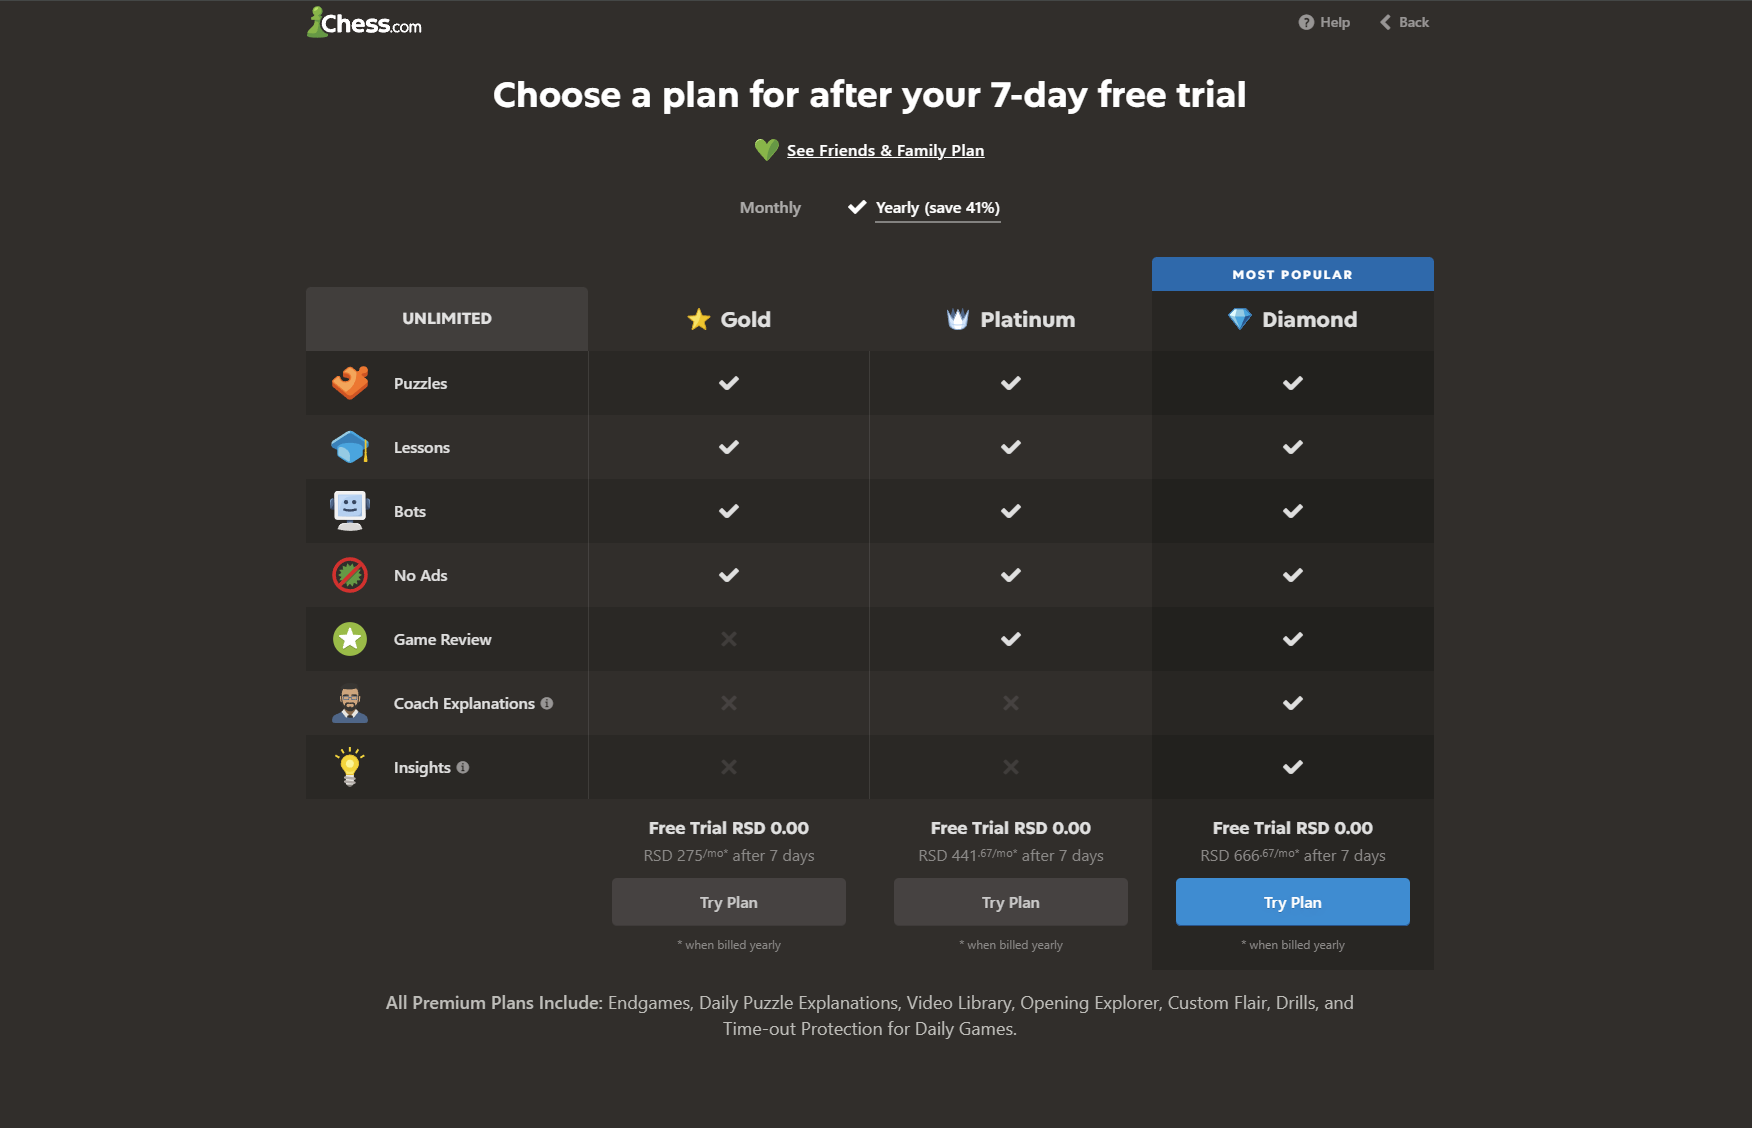 Chess.com
Help
Back
Choose a plan for after your 7-day free trial
See Friends & Family Plan
Monthly
Yearly (save 41%)
MOST POPULAR
UNLIMITED
Gold
Platinum
Diamond
Puzzles
Lessons
Bots
No Ads
Game Review
Coach Explanations
Insights
Free Trial RSD 0.00
RSD 275/mo* after 7 days
Try Plan
* when billed yearly
Free Trial RSD 0.00
RSD 441.67/mo* after 7 days
Try Plan
* when billed yearly
Free Trial RSD 0.00
RSD 666.67/mo* after 7 days
Try Plan
* when billed yearly
All Premium Plans Include: Endgames, Daily Puzzle Explanations, Video Library, Opening Explorer, Custom Flair, Drills, and
Time-out Protection for Daily Games.